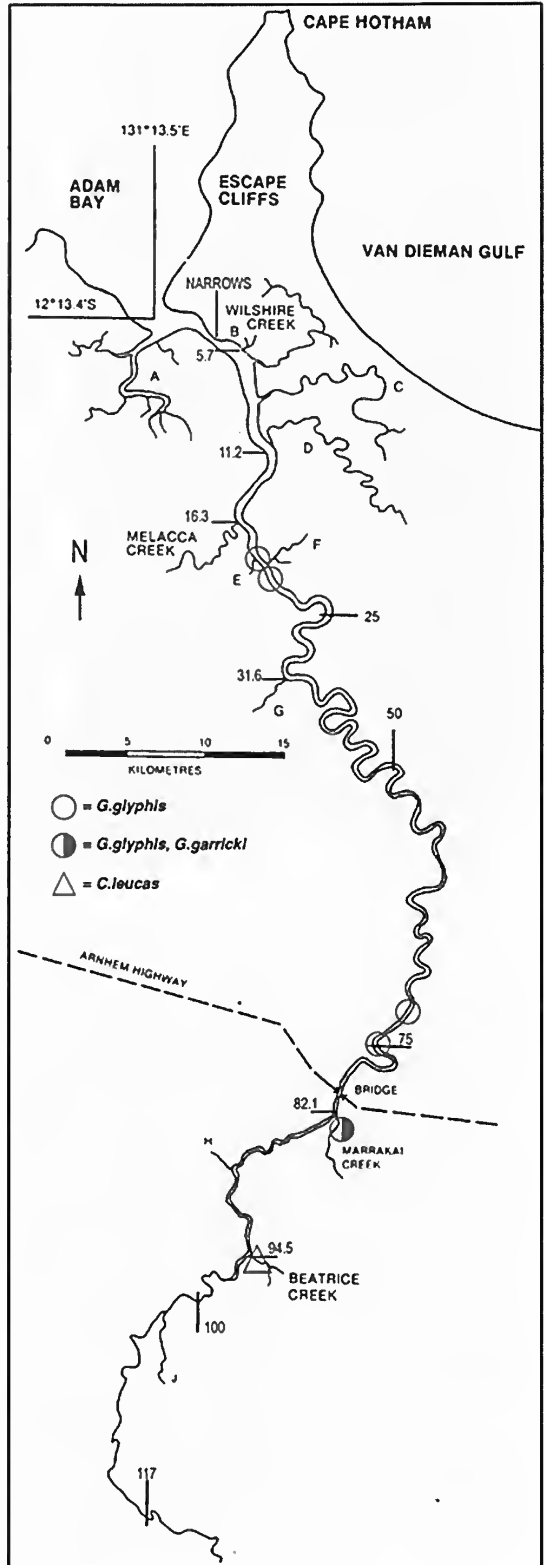 CAPE HOTHAM
131°13.5'E
ADAM
BAY
ESCAPE
CLIFFS
VAN DIEMAN GULF
NARROWS
WILSHIRE
CREEK
12°13.4'S
B
5.7
A
C
D
11.2
16.3
MELACCA
CREEK
F
E
N
25
31.6
G
50
0 5 10 15
KILOMETRES
= G.glyphis
= G.glyphis, G.garricki
= C.leucas
ARNHEM HIGHWAY
75
BRIDGE
82.1
MARRAKAI
CREEK
H
94.5
BEATRICE
CREEK
100
J
117